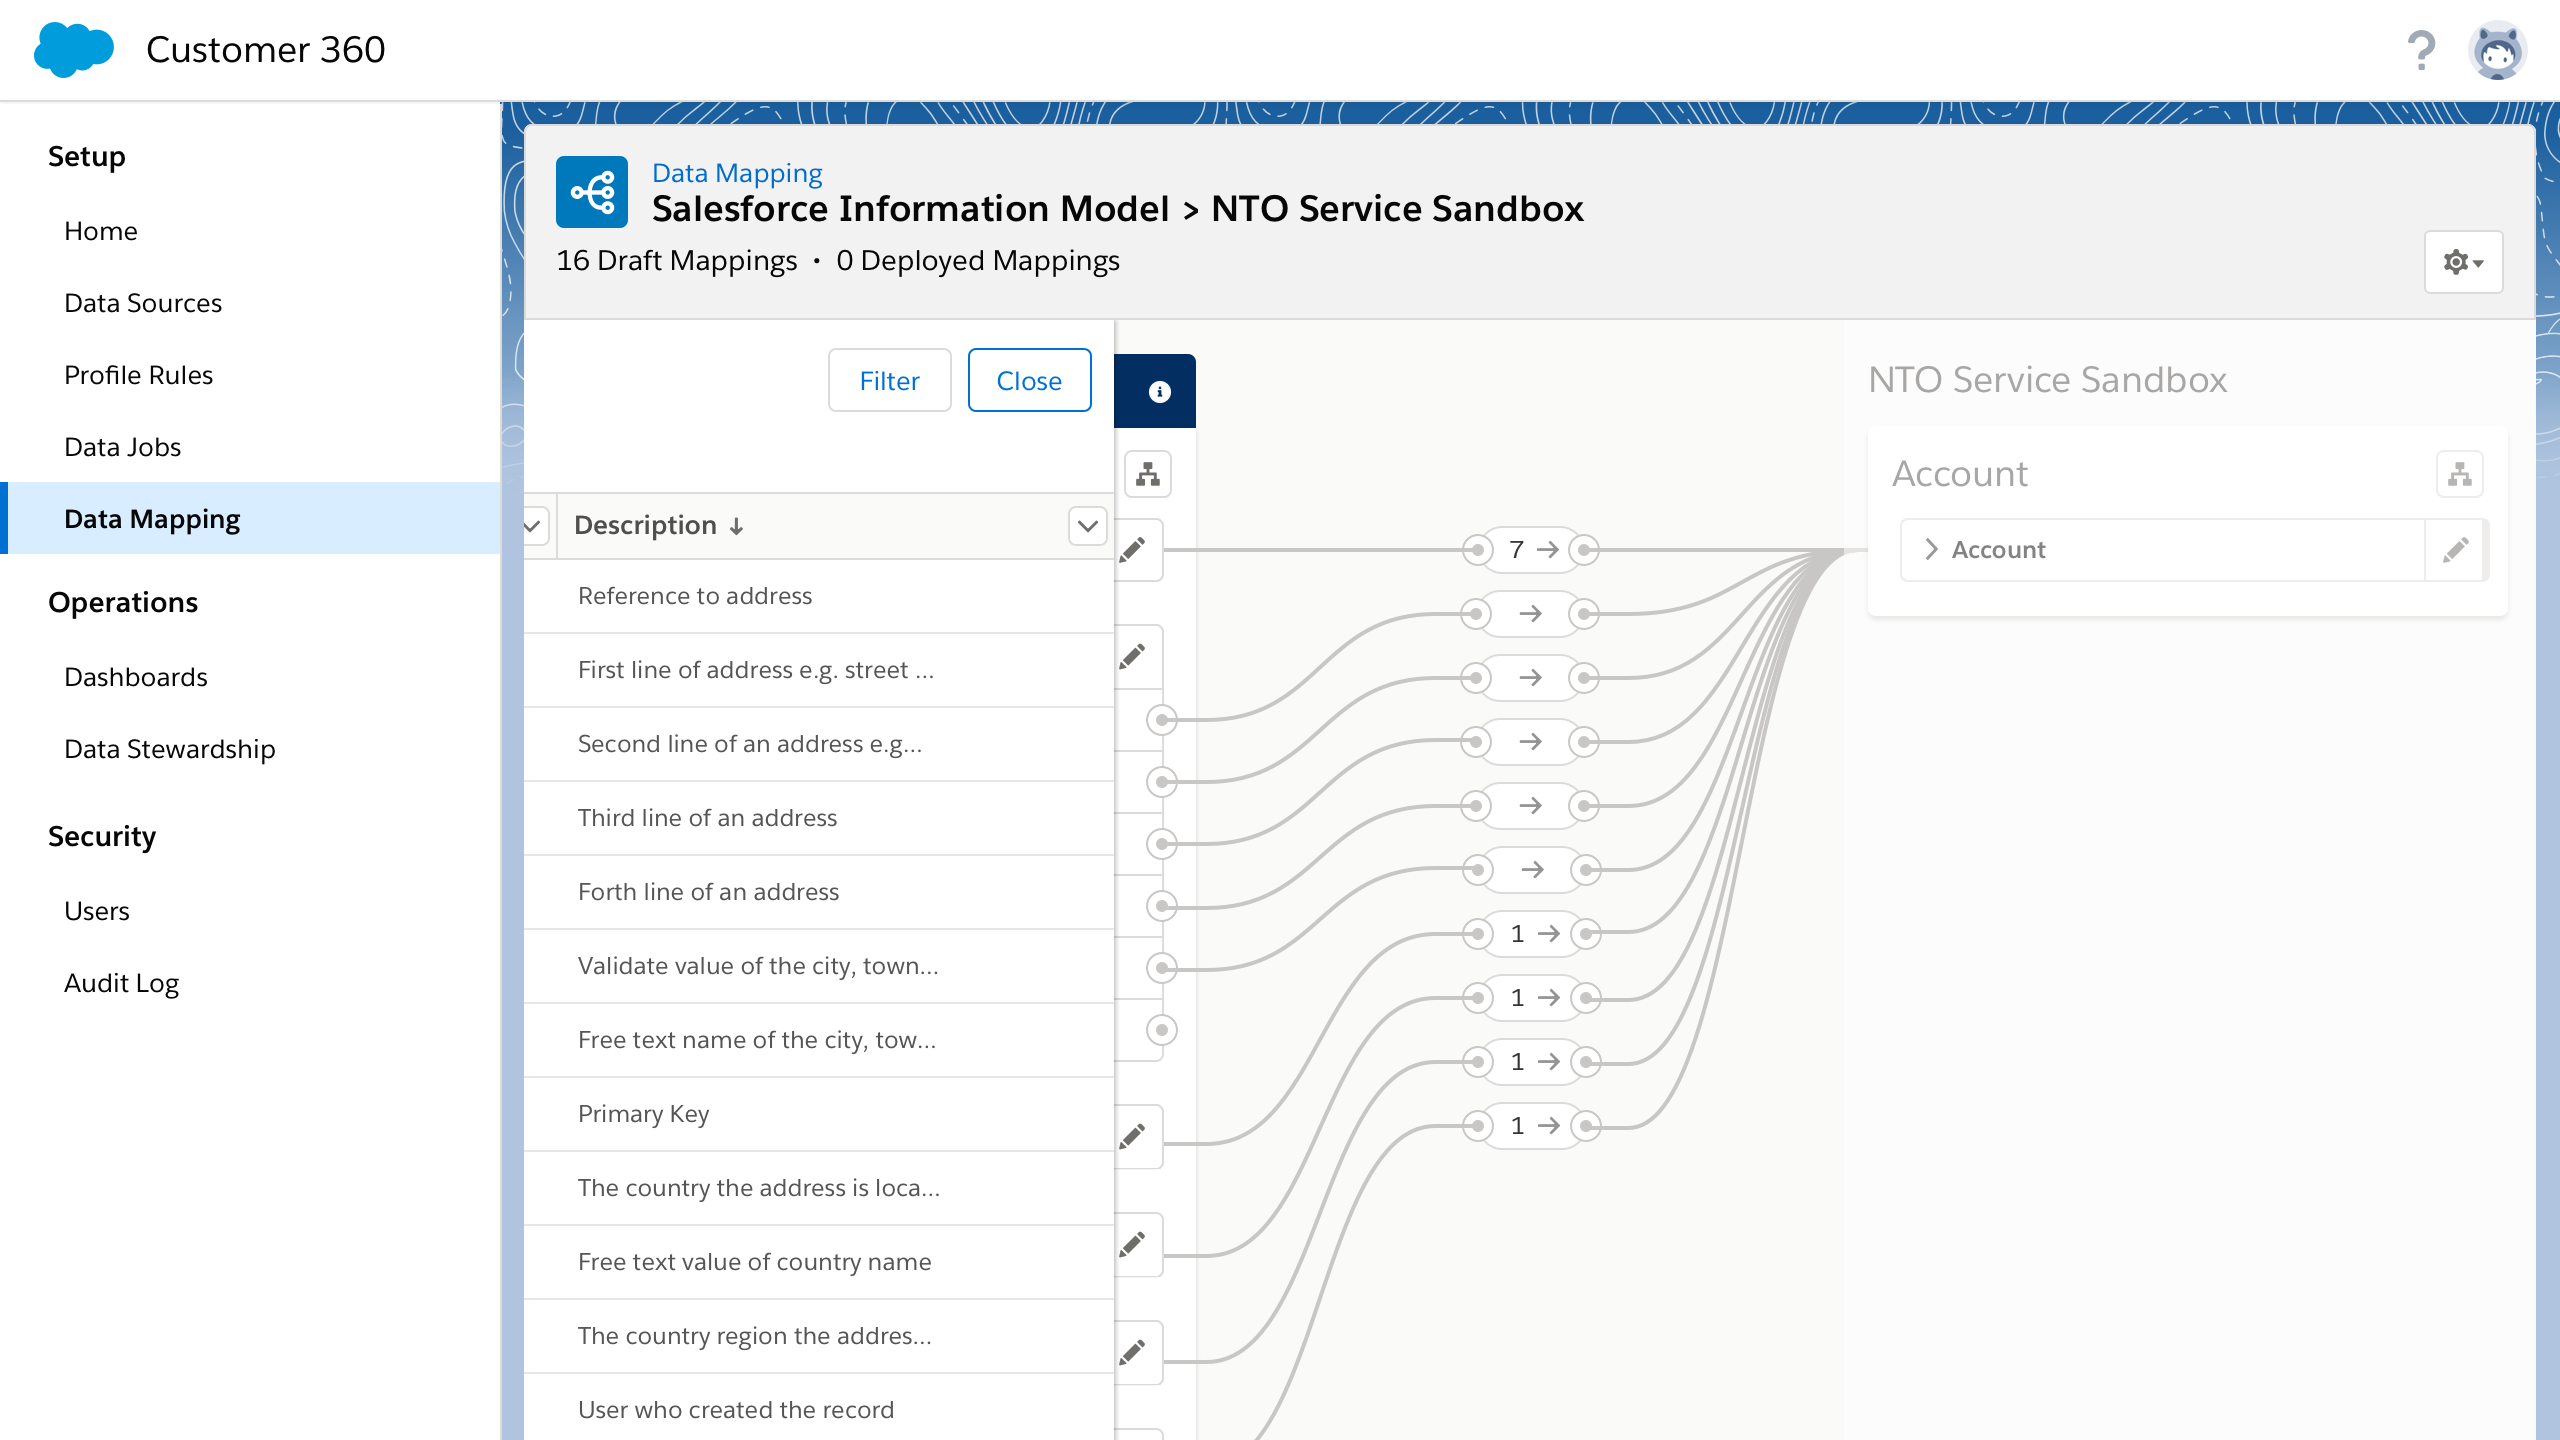 Customer 360
?
Setup
Home
Data Sources
Profile Rules
Data Jobs
Data Mapping
Operations
Dashboards
Data Stewardship
Security
Users
Audit Log
Data Mapping
Salesforce Information Model > NTO Service Sandbox
16 Draft Mappings • 0 Deployed Mappings
Filter
Close
Description
Reference to address
First line of address e.g. street ...
Second line of an address e.g...
Third line of an address
Forth line of an address
Validate value of the city, town...
Free text name of the city, tow...
Primary Key
The country the address is loca...
Free text value of country name
The country region the addres...
User who created the record
7
1
1
1
1
NTO Service Sandbox
Account
Account